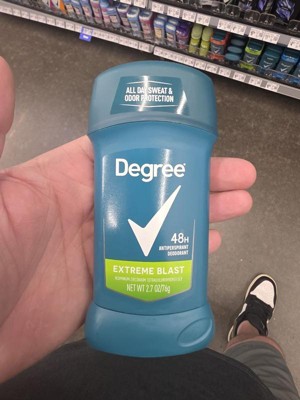 ALL DAY SWEAT &
ODOR PROTECTION
Degree
48H
ANTIPERSPIRANT
DEODORANT
EXTREME BLAST
NET WT 2.7 OZ/76g